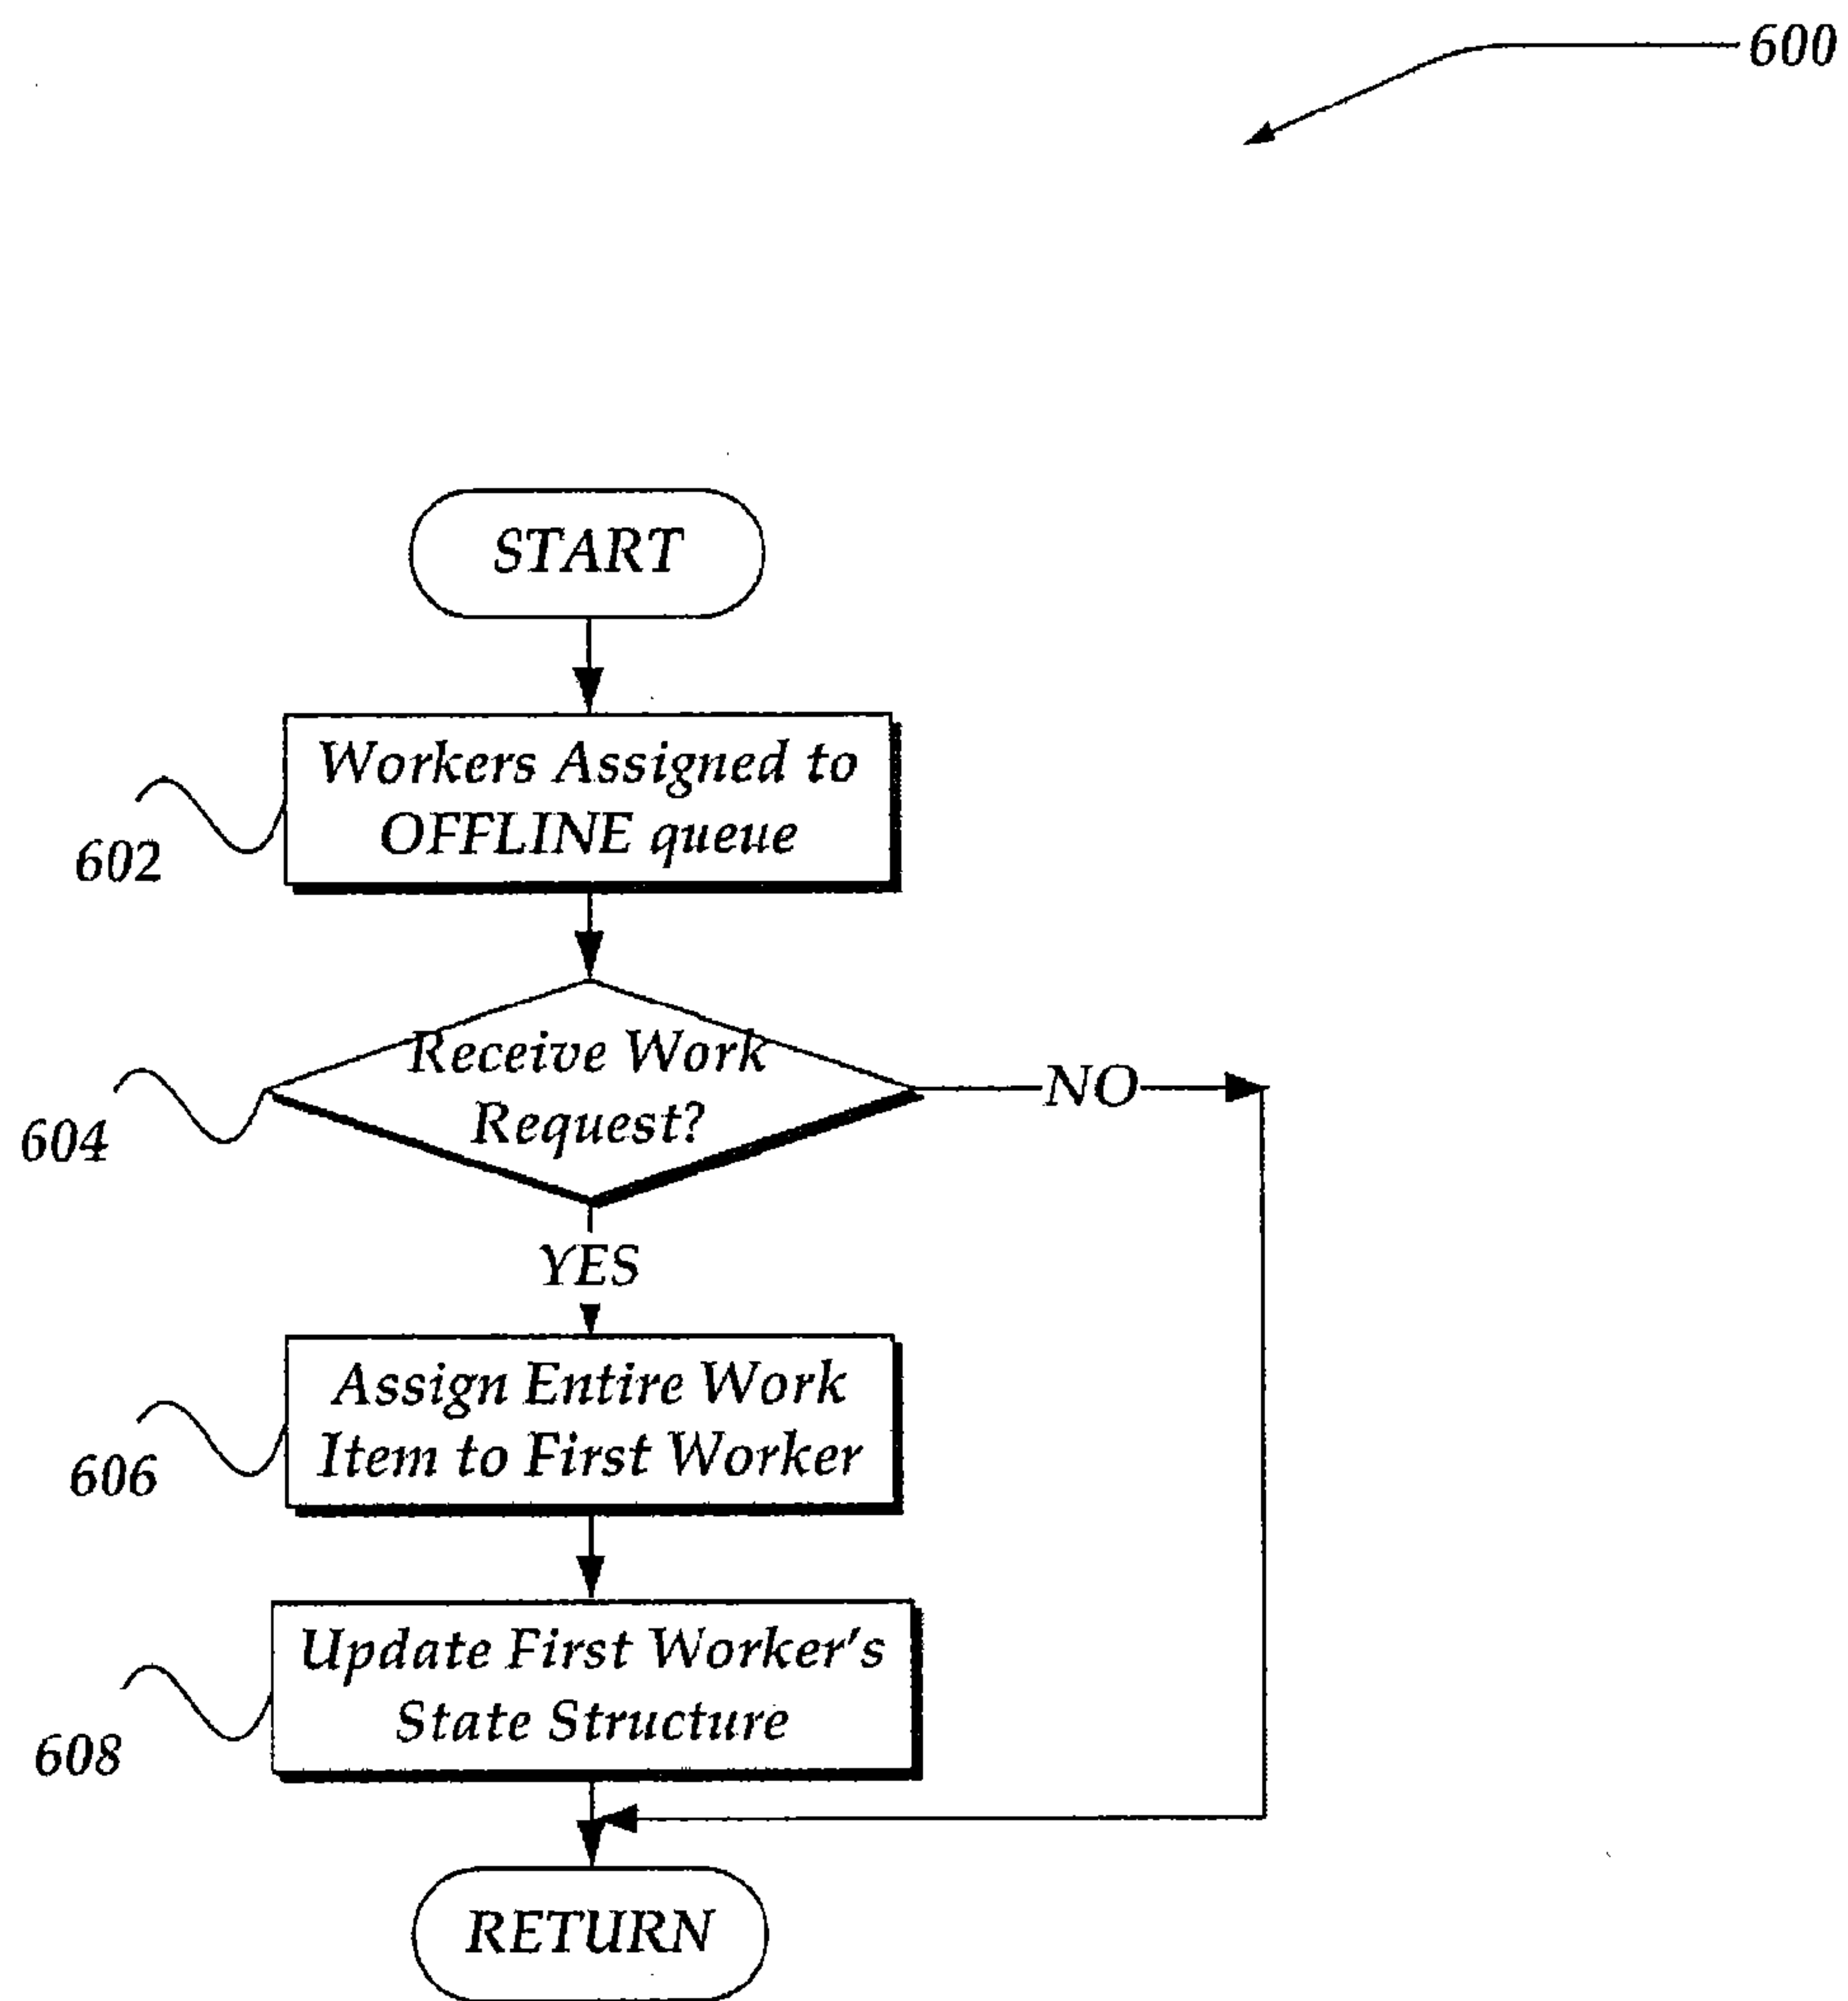 600
START
Workers Assigned to
OFFLINE queue
602
Receive Work
Request?
NO
604
YES
Assign Entire Work
Item to First Worker
606
Update First Worker's
State Structure
608
RETURN